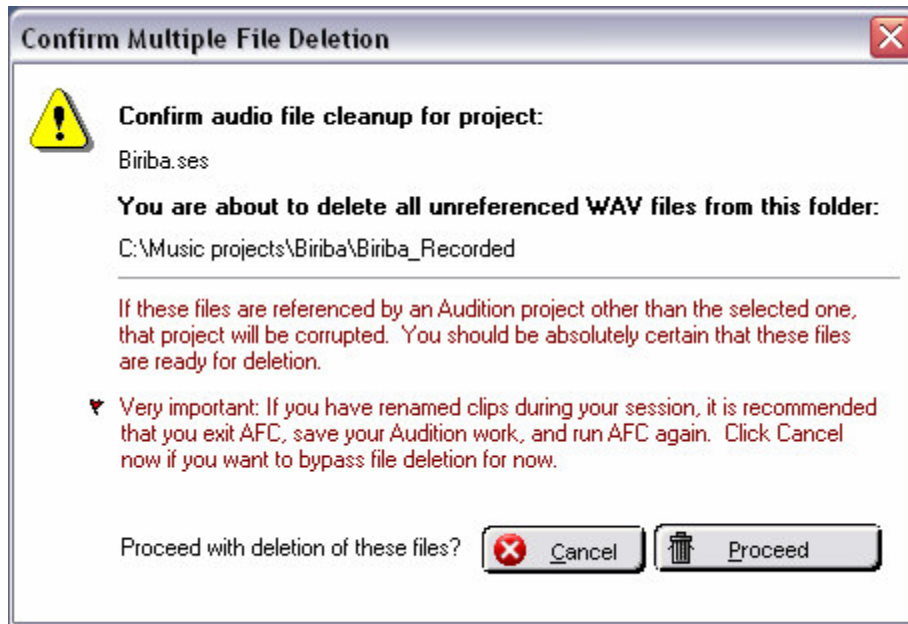 Confirm Multiple File Deletion
Confirm audio file cleanup for project:
Biriba.ses
You are about to delete all unreferenced WAV files from this folder:
C:\Music projects\Biriba\Biriba_Recorded
If these files are referenced by an Audition project other than the selected one,
that project will be corrupted.  You should be absolutely certain that these files
are ready for deletion.
Very important: If you have renamed clips during your session, it is recommended
that you exit AFC, save your Audition work, and run AFC again.  Click Cancel
now if you want to bypass file deletion for now.
Proceed with deletion of these files? Cancel Proceed